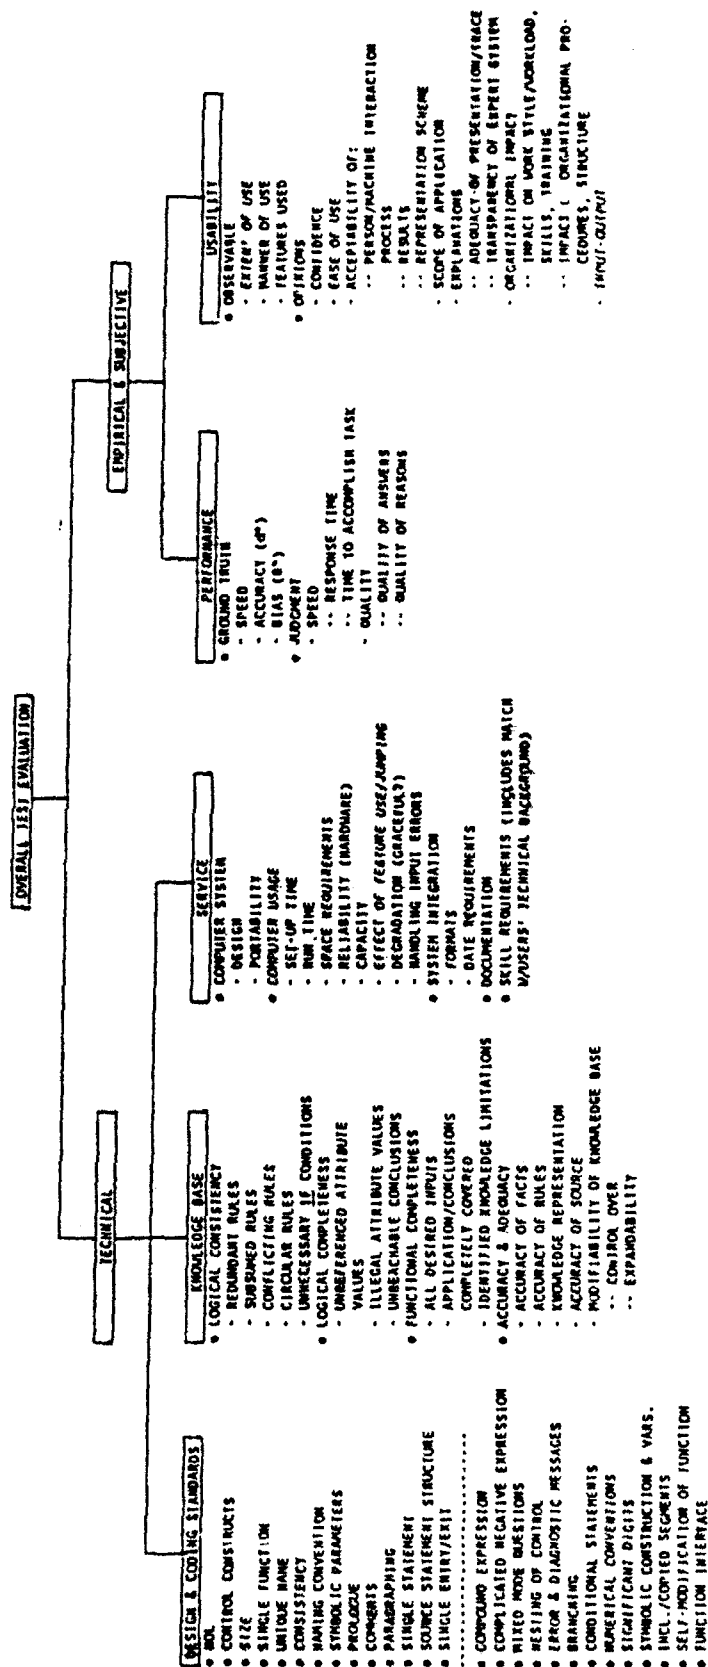 OVERALL TEST EVALUATION
TECHNICAL
EMPIRICAL & SUBJECTIVE
DESIGN & CODING STANDARDS
• HOL
• CONTROL CONSTRUCTS
• SIZE
• SINGLE FUNCTION
• UNIQUE NAME
• CONSISTENCY
• NAMING CONVENTION
• SYMBOLIC PARAMETERS
• PROLOGUE
• COMMENTS
• PARAGRAPHING
• SINGLE STATEMENT
• SOURCE STATEMENT STRUCTURE
• SINGLE ENTRY/EXIT
• COMPOUND EXPRESSION
• COMPLICATED NEGATIVE EXPRESSION
• MIXED MODE QUESTIONS
• NESTING OF CONTROL
• ERROR & DIAGNOSTIC MESSAGES
• BRANCHING
• CONDITIONAL STATEMENTS
• NUMERICAL CONVENTIONS
• SIGNIFICANT DIGITS
• SYMBOLIC CONSTRUCTION & VARS.
• INCL./COPIED SEGMENTS
• SELF-MODIFICATION OF FUNCTION
• FUNCTION INTERFACE
KNOWLEDGE BASE
• LOGICAL CONSISTENCY
- REDUNDANT RULES
- SUBSUMED RULES
- CONFLICTING RULES
- CIRCULAR RULES
- UNNECESSARY IF CONDITIONS
• LOGICAL COMPLETENESS
- UNREFERENCED ATTRIBUTE
VALUES
- ILLEGAL ATTRIBUTE VALUES
- UNREACHABLE CONCLUSIONS
• FUNCTIONAL COMPLETENESS
- ALL DESIRED INPUTS
- APPLICATION/CONCLUSIONS
COMPLETELY COVERED
- IDENTIFIED KNOWLEDGE LIMITATIONS
• ACCURACY & ADEQUACY
- ACCURACY OF FACTS
- ACCURACY OF RULES
- KNOWLEDGE REPRESENTATION
- ACCURACY OF SOURCE
- MODIFIABILITY OF KNOWLEDGE BASE
-- CONTROL OVER
-- EXPANDABILITY
SERVICE
• COMPUTER SYSTEM
- DESIGN
- PORTABILITY
• COMPUTER USAGE
- SET-UP TIME
- RUN TIME
- SPACE REQUIREMENTS
- RELIABILITY (HARDWARE)
- CAPACITY
- EFFECT OF FEATURE USE/JUMPING
- DEGRADATION (GRACEFUL?)
- HANDLING INPUT ERRORS
• SYSTEM INTEGRATION
- FORMATS
- DATE REQUIREMENTS
• DOCUMENTATION
• SKILL REQUIREMENTS (INCLUDES MATCH
W/USERS' TECHNICAL BACKGROUND)
PERFORMANCE
• GROUND TRUTH
- SPEED
- ACCURACY
- BIAS
• JUDGMENT
- SPEED
-- RESPONSE TIME
-- TIME TO ACCOMPLISH TASK
- QUALITY
-- QUALITY OF ANSWERS
-- QUALITY OF REASONS
USABILITY
• OBSERVABLE
- EXTENT OF USE
- MANNER OF USE
- FEATURES USED
• OPINIONS
- CONFIDENCE
- EASE OF USE
- ACCEPTABILITY OF:
-- PERSON/MACHINE INTERACTION
PROCESS
-- RESULTS
-- REPRESENTATION SCHEME
- SCOPE OF APPLICATION
- EXPLANATIONS
-- ADEQUACY OF PRESENTATION/TRACE
-- TRANSPARENCY OF EXPERT SYSTEM
- ORGANIZATIONAL IMPACT
-- IMPACT ON WORK STYLE/WORKLOAD,
SKILLS, TRAINING
-- IMPACT ORGANIZATIONAL PRO-
CEDURES, STRUCTURE
- INPUT-OUTPUT